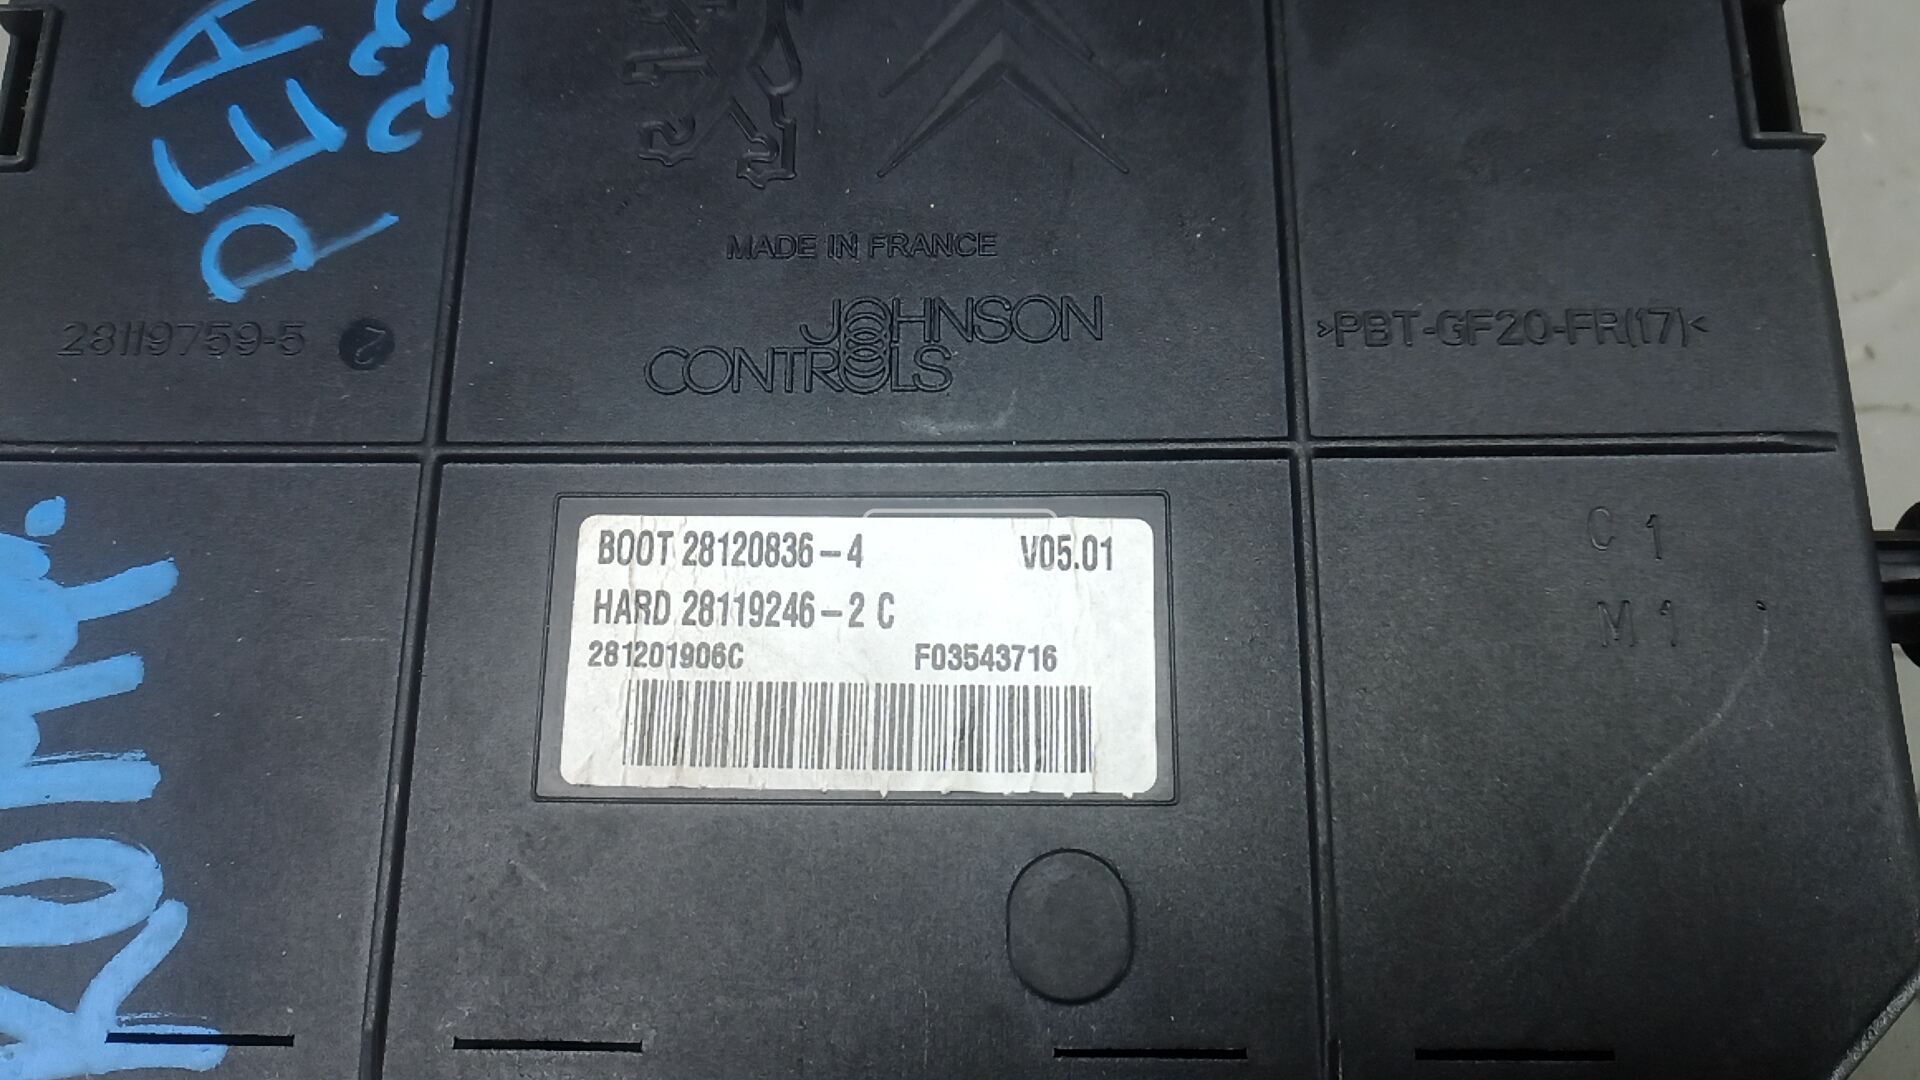 MADE IN FRANCE
JOHNSON
CONTROLS
28119759-5 2
>PBT-GF20-FR(17)<
BOOT 28120836-4 V05.01
HARD 28119246-2 C
281201906C F03543716
C 1
M 1